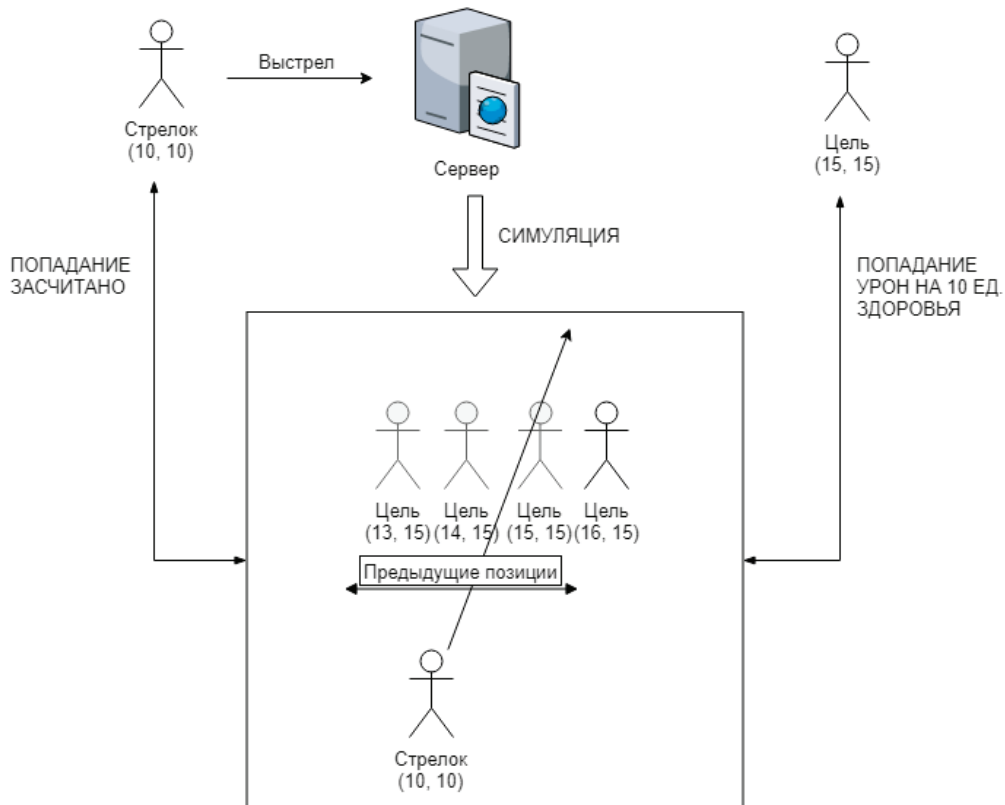 Выстрел
Стрелок
(10, 10)
Сервер
Цель
(15, 15)
СИМУЛЯЦИЯ
ПОПАДАНИЕ
ЗАСЧИТАНО
ПОПАДАНИЕ
УРОН НА 10 ЕД.
ЗДОРОВЬЯ
Цель
(13, 15)
Цель
(14, 15)
Цель
(15, 15)
Цель
(16, 15)
Предыдущие позиции
Стрелок
(10, 10)